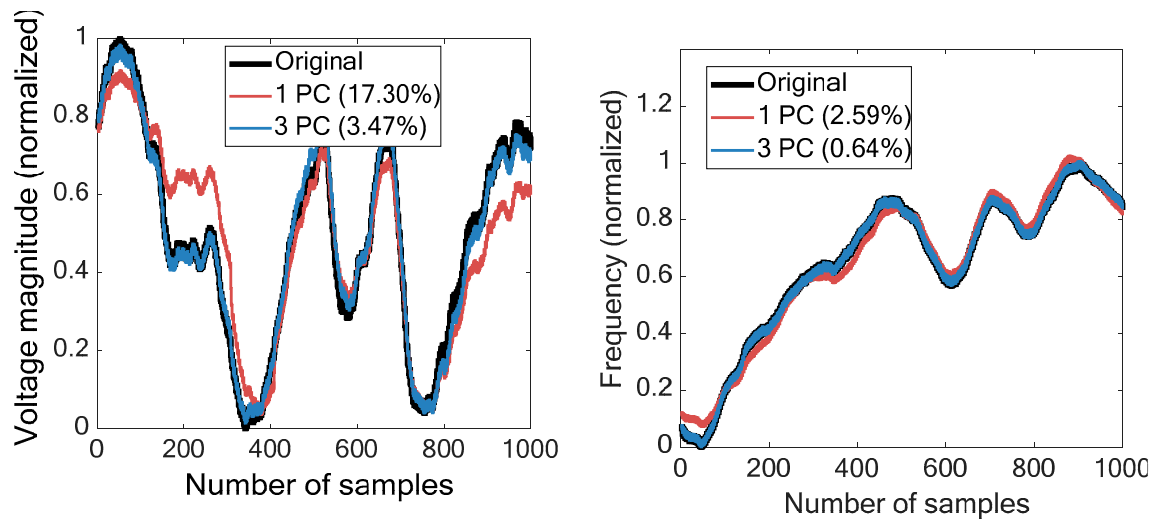 Voltage magnitude (normalized)
1
0.8
0.6
0.4
0.2
0
0 200 400 600 800 1000
Number of samples
Original
1 PC (17.30%)
3 PC (3.47%)
Frequency (normalized)
1.2
1
0.8
0.6
0.4
0.2
0
0 200 400 600 800 1000
Number of samples
Original
1 PC (2.59%)
3 PC (0.64%)